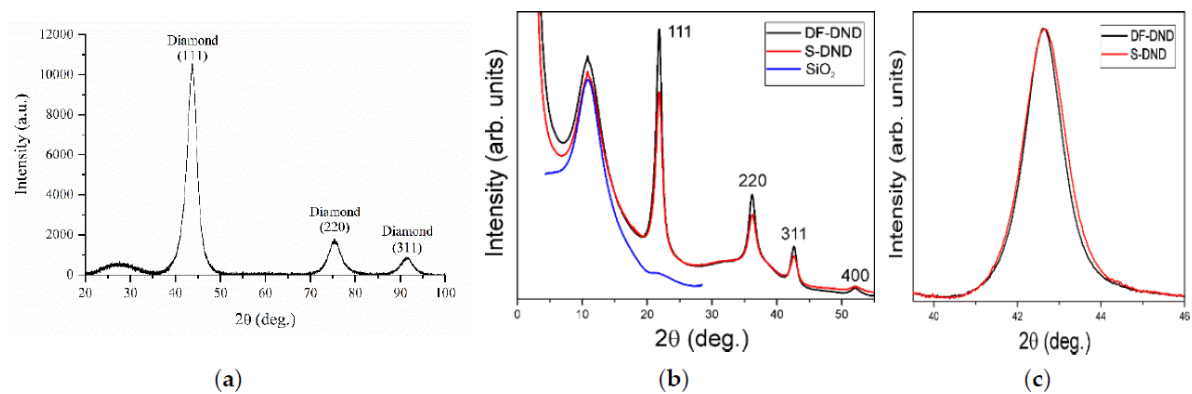 12000
10000
8000
6000
4000
2000
0
Intensity (a.u.)
Diamond
(111)
Diamond
(220)
Diamond
(311)
20 30 40 50 60 70 80 90 100
2θ (deg.)
(a)
Intensity (arb. units)
111
DF-DND
S-DND
SiO₂
220
311
400
0 10 20 30 40 50
2θ (deg.)
(b)
Intensity (arb. units)
DF-DND
S-DND
40 42 44 46
2θ (deg.)
(c)